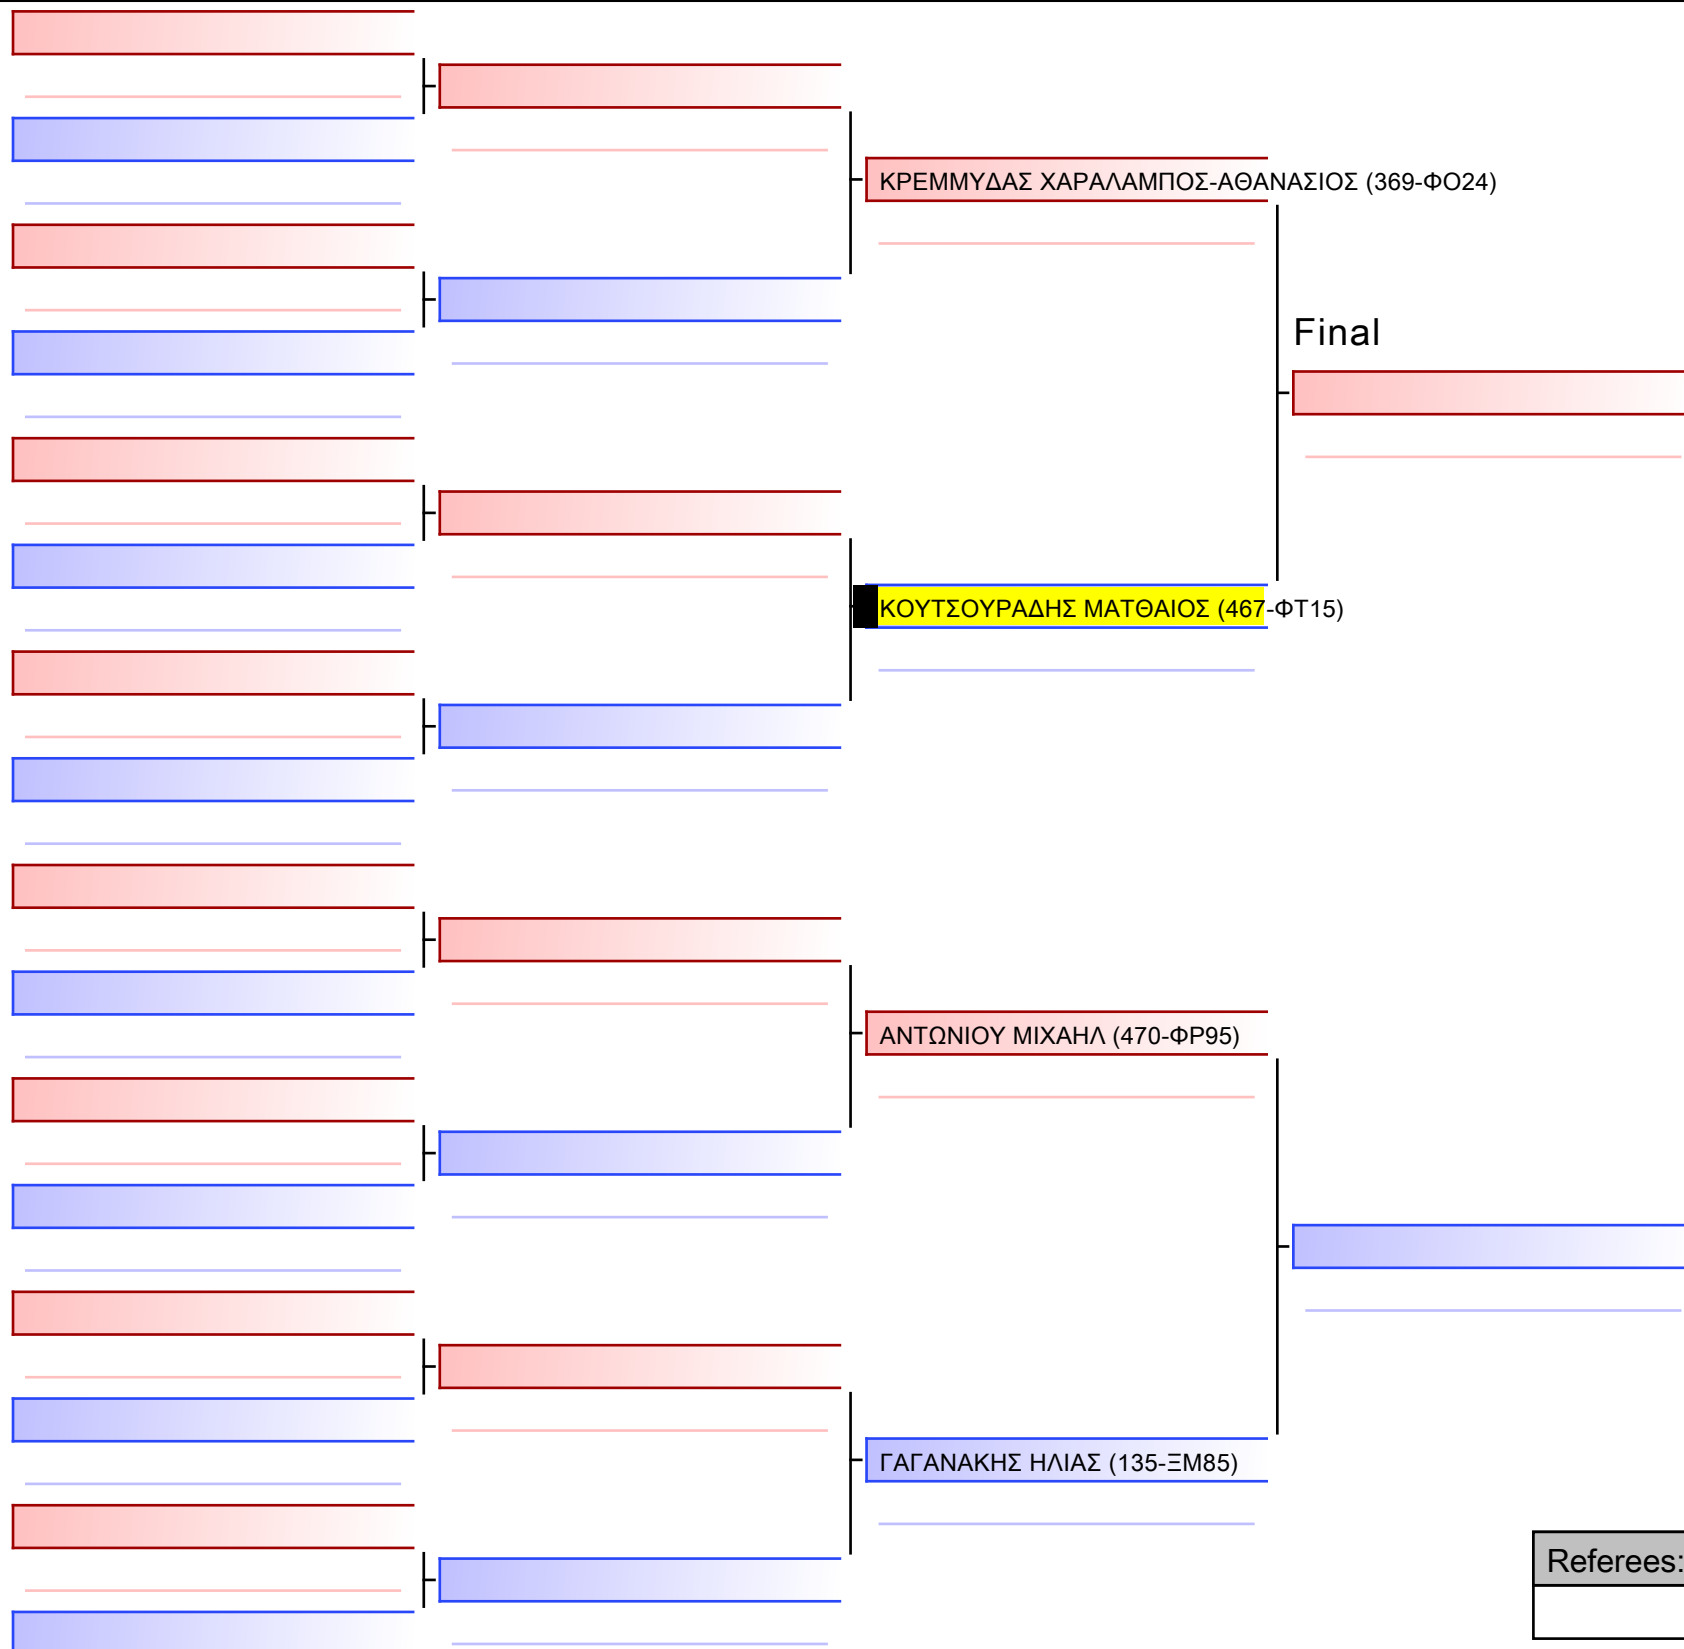 ΚΡΕΜΜΥΔΑΣ ΧΑΡΑΛΑΜΠΟΣ-ΑΘΑΝΑΣΙΟΣ (369-ΦΟ24)
Final
ΚΟΥΤΣΟΥΡΑΔΗΣ ΜΑΤΘΑΙΟΣ (467-ΦΤ15)
ΑΝΤΩΝΙΟΥ ΜΙΧΑΗΛ (470-ΦΡ95)
ΓΑΓΑΝΑΚΗΣ ΗΛΙΑΣ (135-ΞΜ85)
Referees: